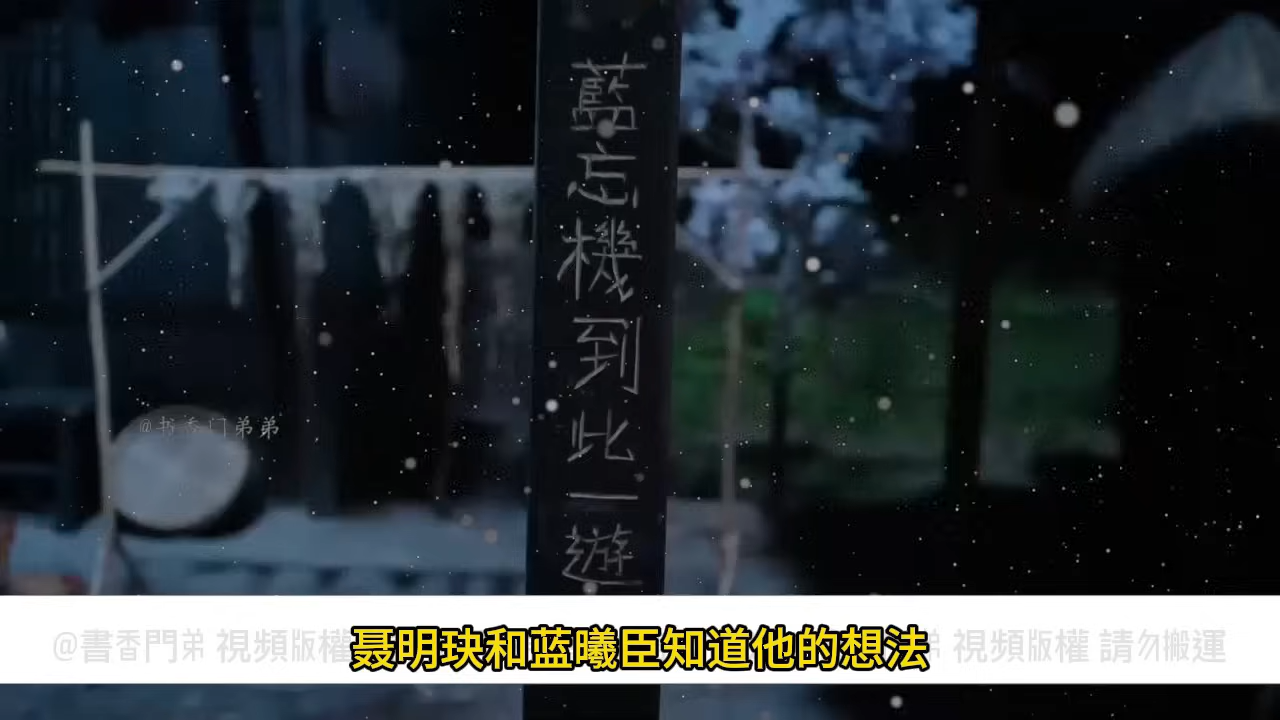 藍忘機到此一遊
@书香门弟弟
@書香門弟 視頻版權
弟 視頻版權 請勿搬運
聂明玦和蓝曦臣知道他的想法